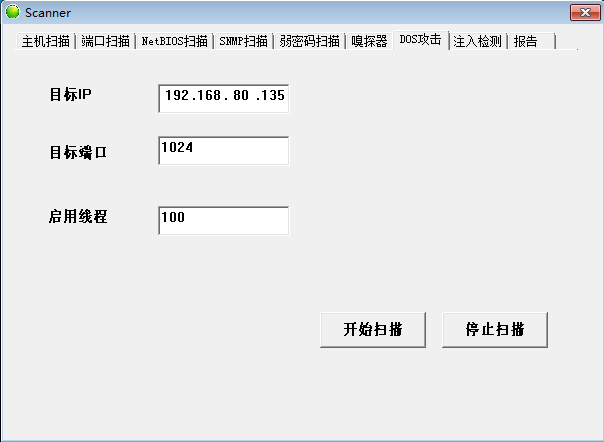 Scanner
主机扫描 端口扫描 NetBIOS扫描 SNMP扫描 弱密码扫描 嗅探器 DOS攻击 注入检测 报告
目标IP 192.168.80.135
目标端口 1024
启用线程 100
开始扫描 停止扫描